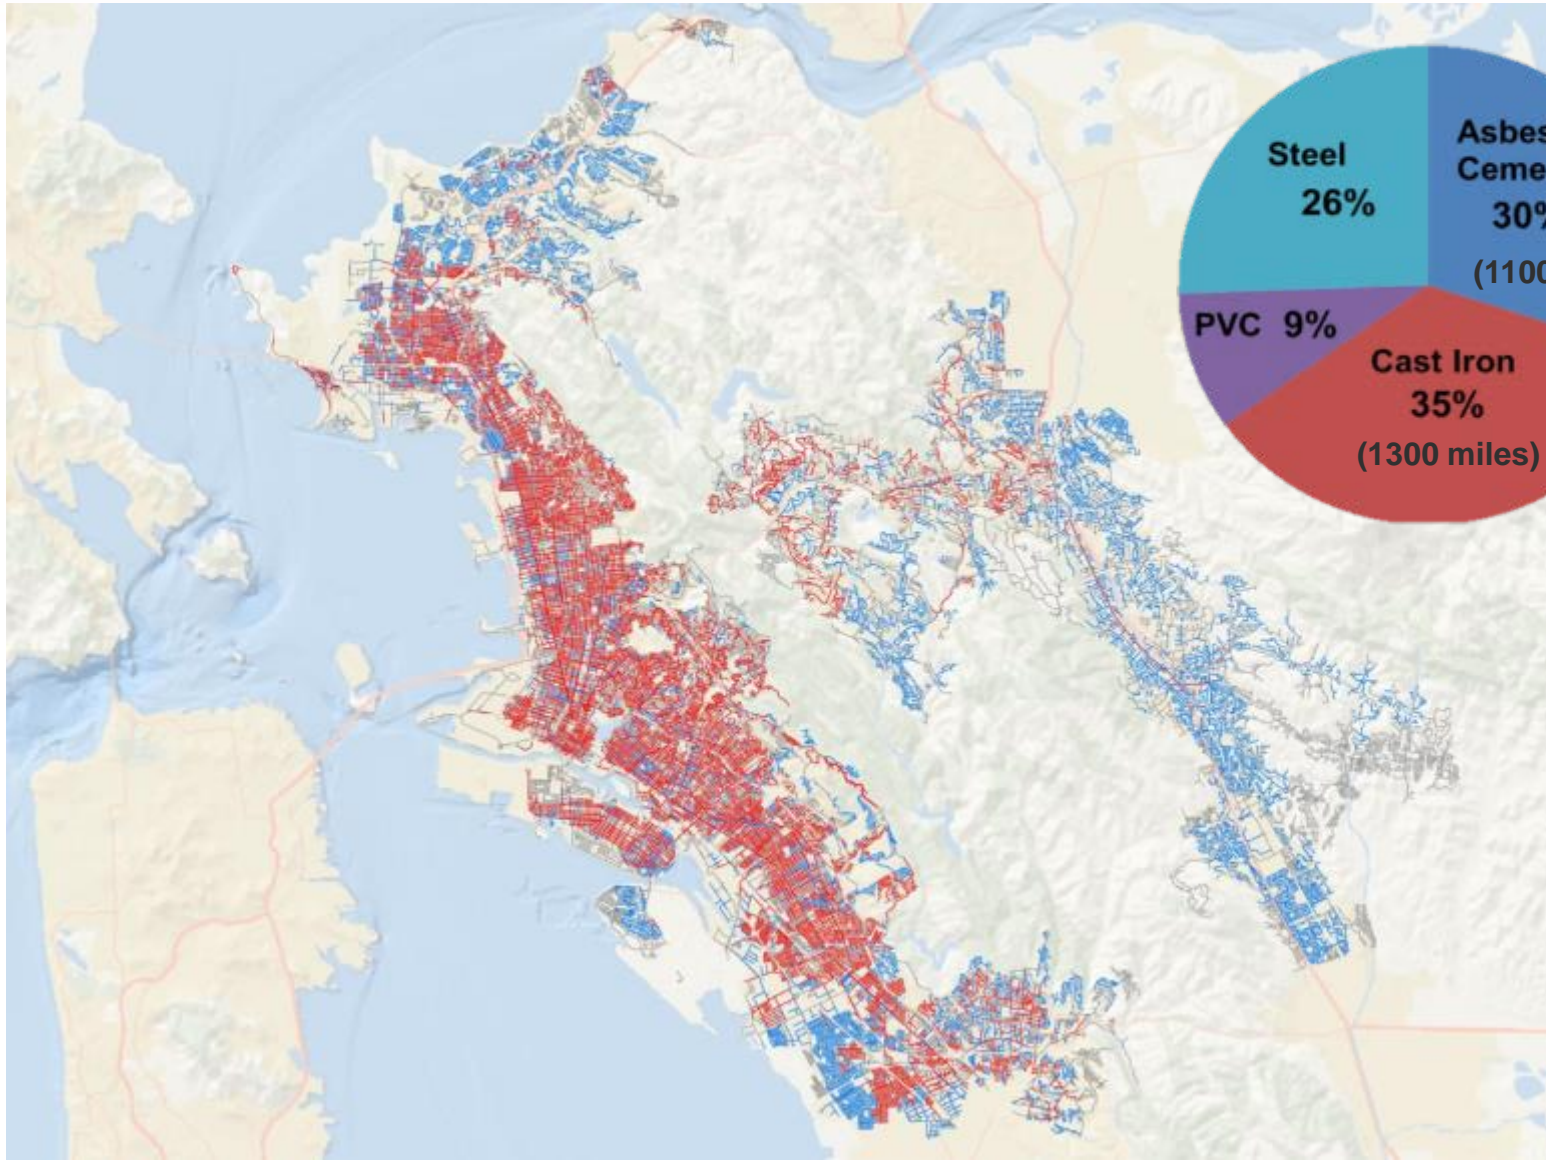 Steel
26%
Asbes
Ceme
30%
(1100
PVC 9%
Cast Iron
35%
(1300 miles)